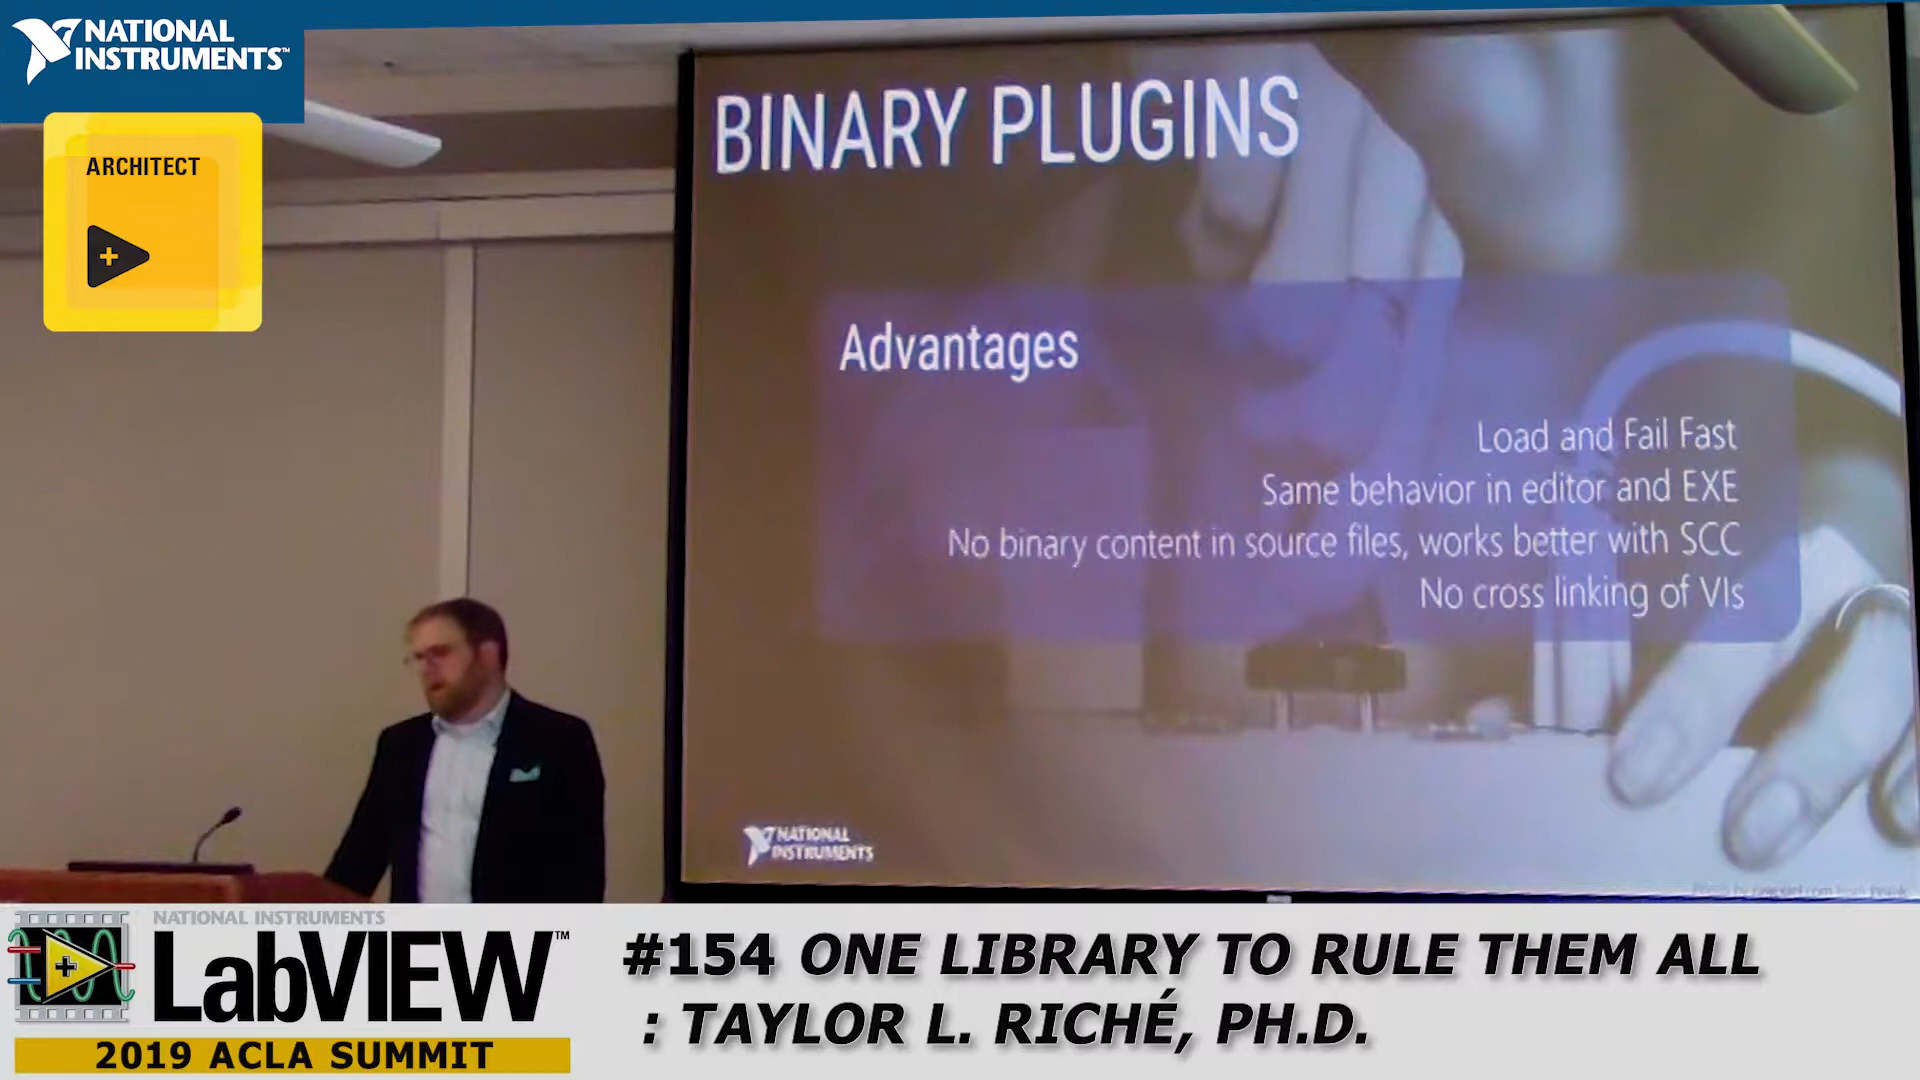 NATIONAL
INSTRUMENTS™
ARCHITECT
BINARY PLUGINS
Advantages
Load and Fail Fast
Same behavior in editor and EXE
No binary content in source files, works better with SCC
No cross linking of VIs
NATIONAL
INSTRUMENTS
NATIONAL INSTRUMENTS
LabVIEW™
2019 ACLA SUMMIT
#154 ONE LIBRARY TO RULE THEM ALL
: TAYLOR L. RICHÉ, PH.D.